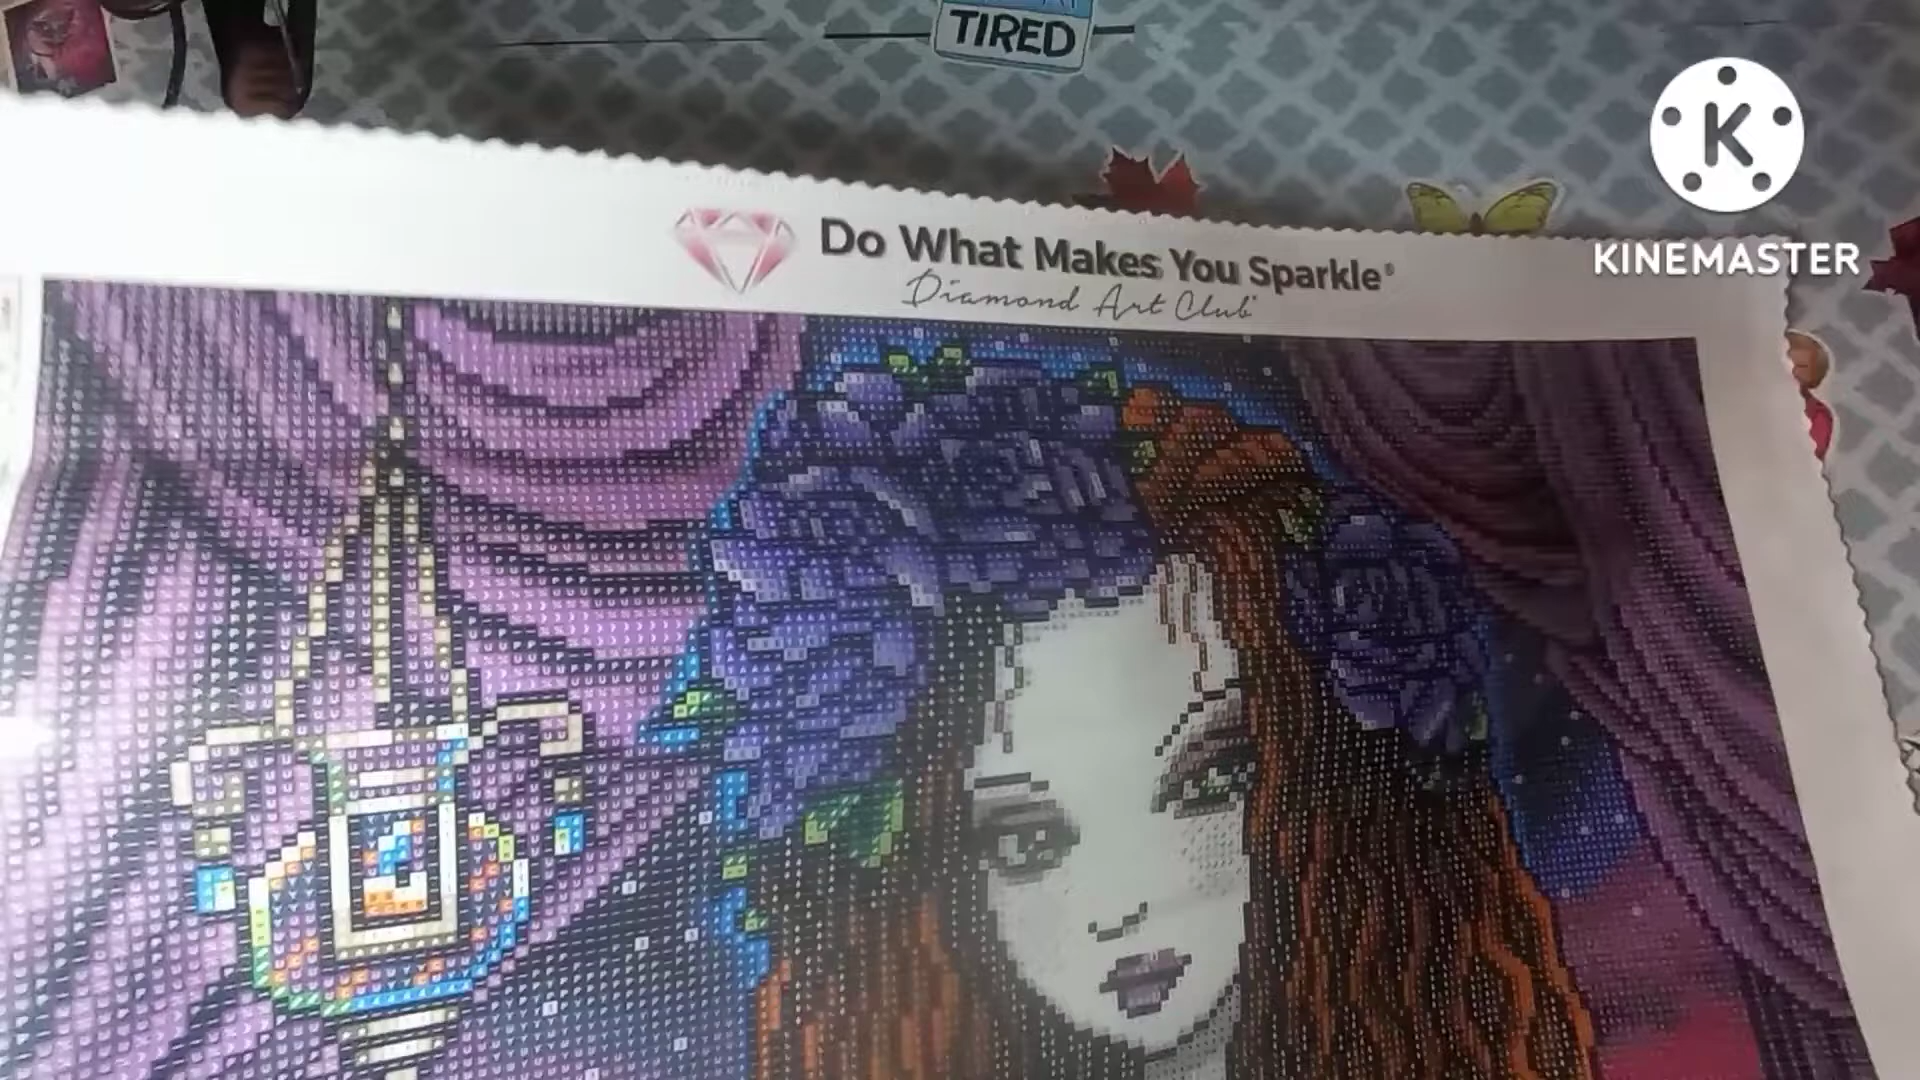 TIRED
K
KINEMASTER
Do What Makes You Sparkle®
Diamond Art Club